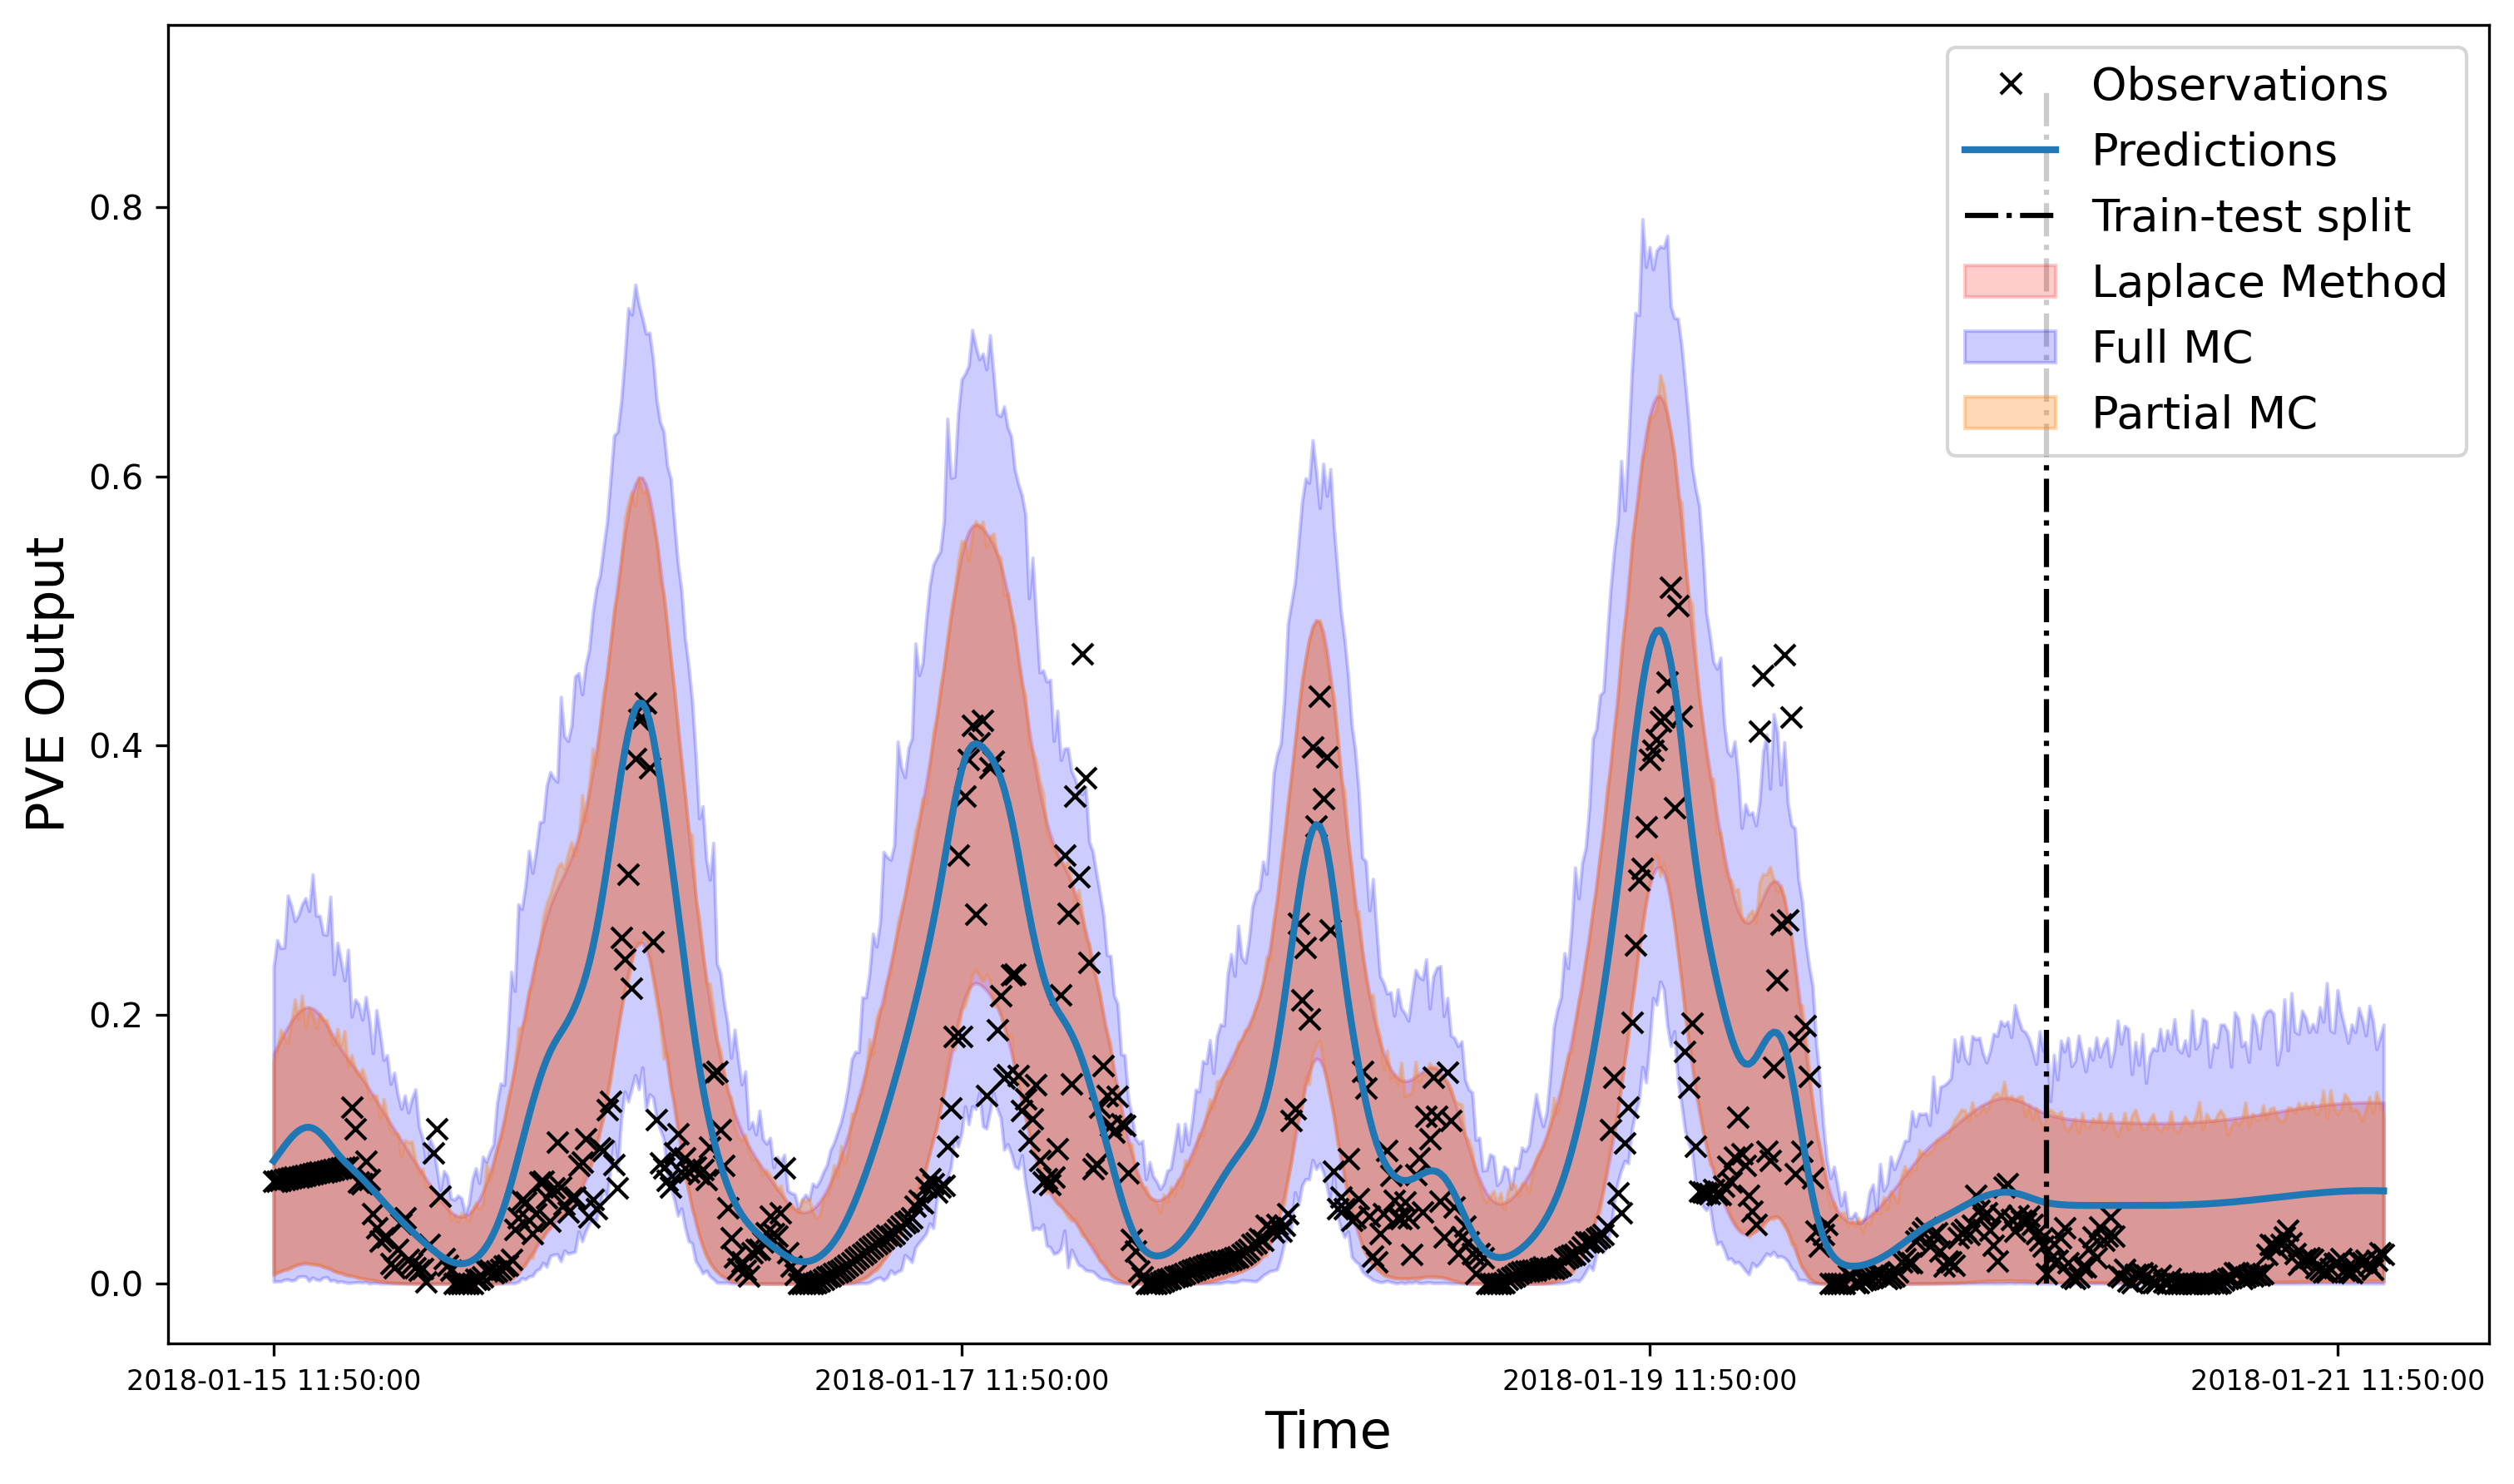 Observations
Predictions
Train-test split
Laplace Method
Full MC
Partial MC
PVE Output
0.8
0.6
0.4
0.2
0.0
2018-01-15 11:50:00
2018-01-17 11:50:00
2018-01-19 11:50:00
2018-01-21 11:50:00
Time